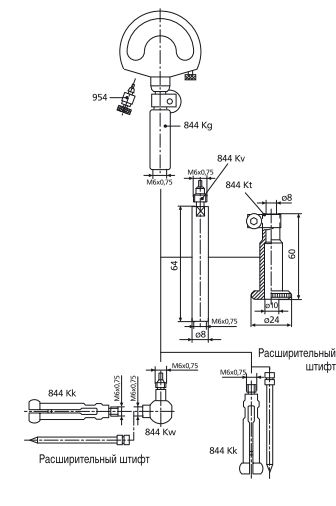 954
844 Kg
M6x0,75
844 Kv
844 Kt
M6x0,75
ø8
64
60
ø10
M6x0,75
ø8
ø24
Расширительный
штифт
M6x0,75
M6x0,75
844 Kk
M6x0,75
M6x0,75
844 Kw
844 Kk
Расширительный штифт